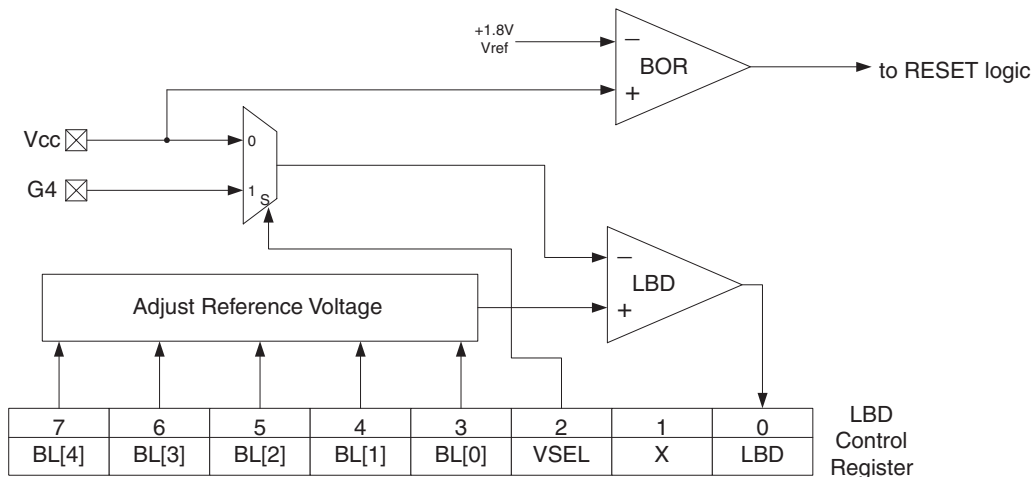 +1.8V
Vref
−
BOR
+
to RESET logic
Vcc
0
G4
1
S
−
LBD
+
Adjust Reference Voltage
7 6 5 4 3 2 1 0
BL[4] BL[3] BL[2] BL[1] BL[0] VSEL X LBD
LBD
Control
Register